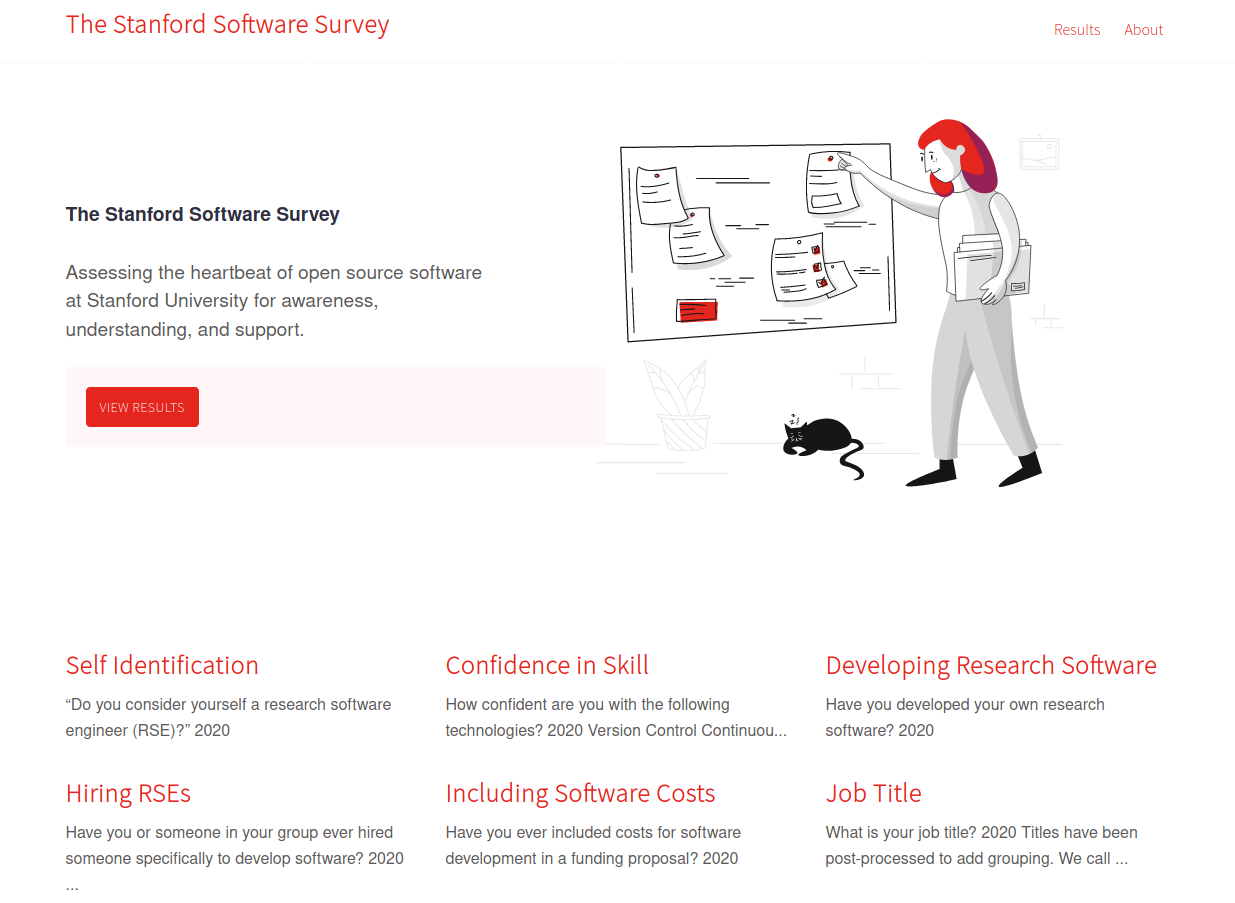 The Stanford Software Survey
Results About
The Stanford Software Survey
Assessing the heartbeat of open source software
at Stanford University for awareness,
understanding, and support.
VIEW RESULTS
Self Identification
“Do you consider yourself a research software
engineer (RSE)?” 2020
Confidence in Skill
How confident are you with the following
technologies? 2020 Version Control Continuou...
Developing Research Software
Have you developed your own research
software? 2020
Hiring RSEs
Have you or someone in your group ever hired
someone specifically to develop software? 2020
...
Including Software Costs
Have you ever included costs for software
development in a funding proposal? 2020
Job Title
What is your job title? 2020 Titles have been
post-processed to add grouping. We call ...